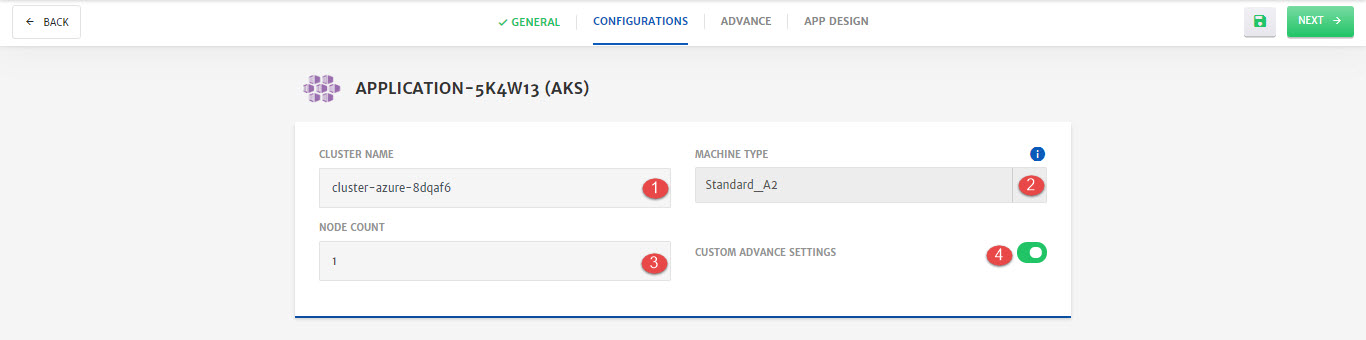 BACK
GENERAL
CONFIGURATIONS
ADVANCE
APP DESIGN
NEXT
APPLICATION-5K4W13 (AKS)
CLUSTER NAME
cluster-azure-8dqaf6
1
MACHINE TYPE
i
Standard_A2
2
NODE COUNT
1
3
CUSTOM ADVANCE SETTINGS
4